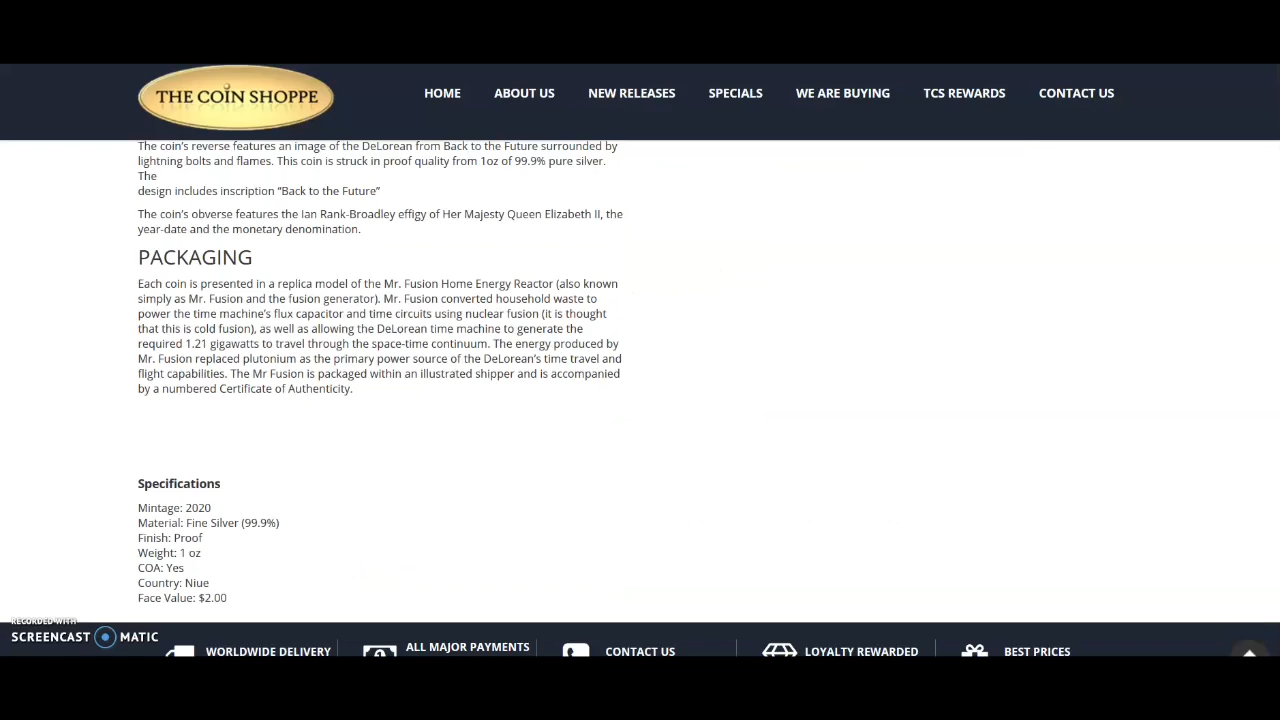 THE COIN SHOPPE
HOME ABOUT US NEW RELEASES SPECIALS WE ARE BUYING TCS REWARDS CONTACT US
The coin’s reverse features an image of the DeLorean from Back to the Future surrounded by
lightning bolts and flames. This coin is struck in proof quality from 1oz of 99.9% pure silver.
The
design includes inscription “Back to the Future”
The coin’s obverse features the Ian Rank-Broadley effigy of Her Majesty Queen Elizabeth II, the
year-date and the monetary denomination.
PACKAGING
Each coin is presented in a replica model of the Mr. Fusion Home Energy Reactor (also known
simply as Mr. Fusion and the fusion generator). Mr. Fusion converted household waste to
power the time machine’s flux capacitor and time circuits using nuclear fusion (it is thought
that this is cold fusion), as well as allowing the DeLorean time machine to generate the
required 1.21 gigawatts to travel through the space-time continuum. The energy produced by
Mr. Fusion replaced plutonium as the primary power source of the DeLorean’s time travel and
flight capabilities. The Mr Fusion is packaged within an illustrated shipper and is accompanied
by a numbered Certificate of Authenticity.
Specifications
Mintage: 2020
Material: Fine Silver (99.9%)
Finish: Proof
Weight: 1 oz
COA: Yes
Country: Niue
Face Value: $2.00
RECORDED WITH
SCREENCAST MATIC
WORLDWIDE DELIVERY ALL MAJOR PAYMENTS CONTACT US LOYALTY REWARDED BEST PRICES